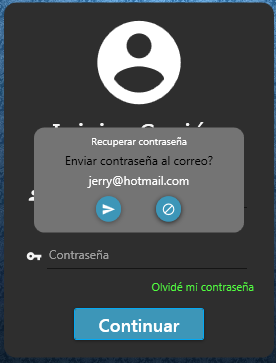 Recuperar contraseña
Enviar contraseña al correo?
jerry@hotmail.com
Contraseña
Olvidé mi contraseña
Continuar